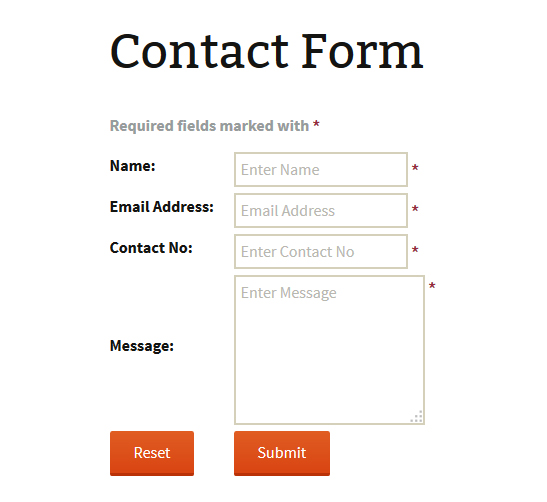 Contact Form
Required fields marked with *
Name: Enter Name *
Email Address: Email Address *
Contact No: Enter Contact No *
Enter Message *
Message:
Reset Submit